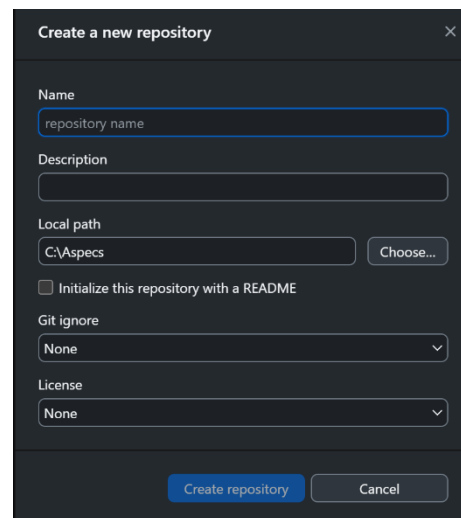 Create a new repository
Name
repository name
Description
Local path
C:\Aspecs
Choose...
Initialize this repository with a README
Git ignore
None
License
None
Create repository
Cancel